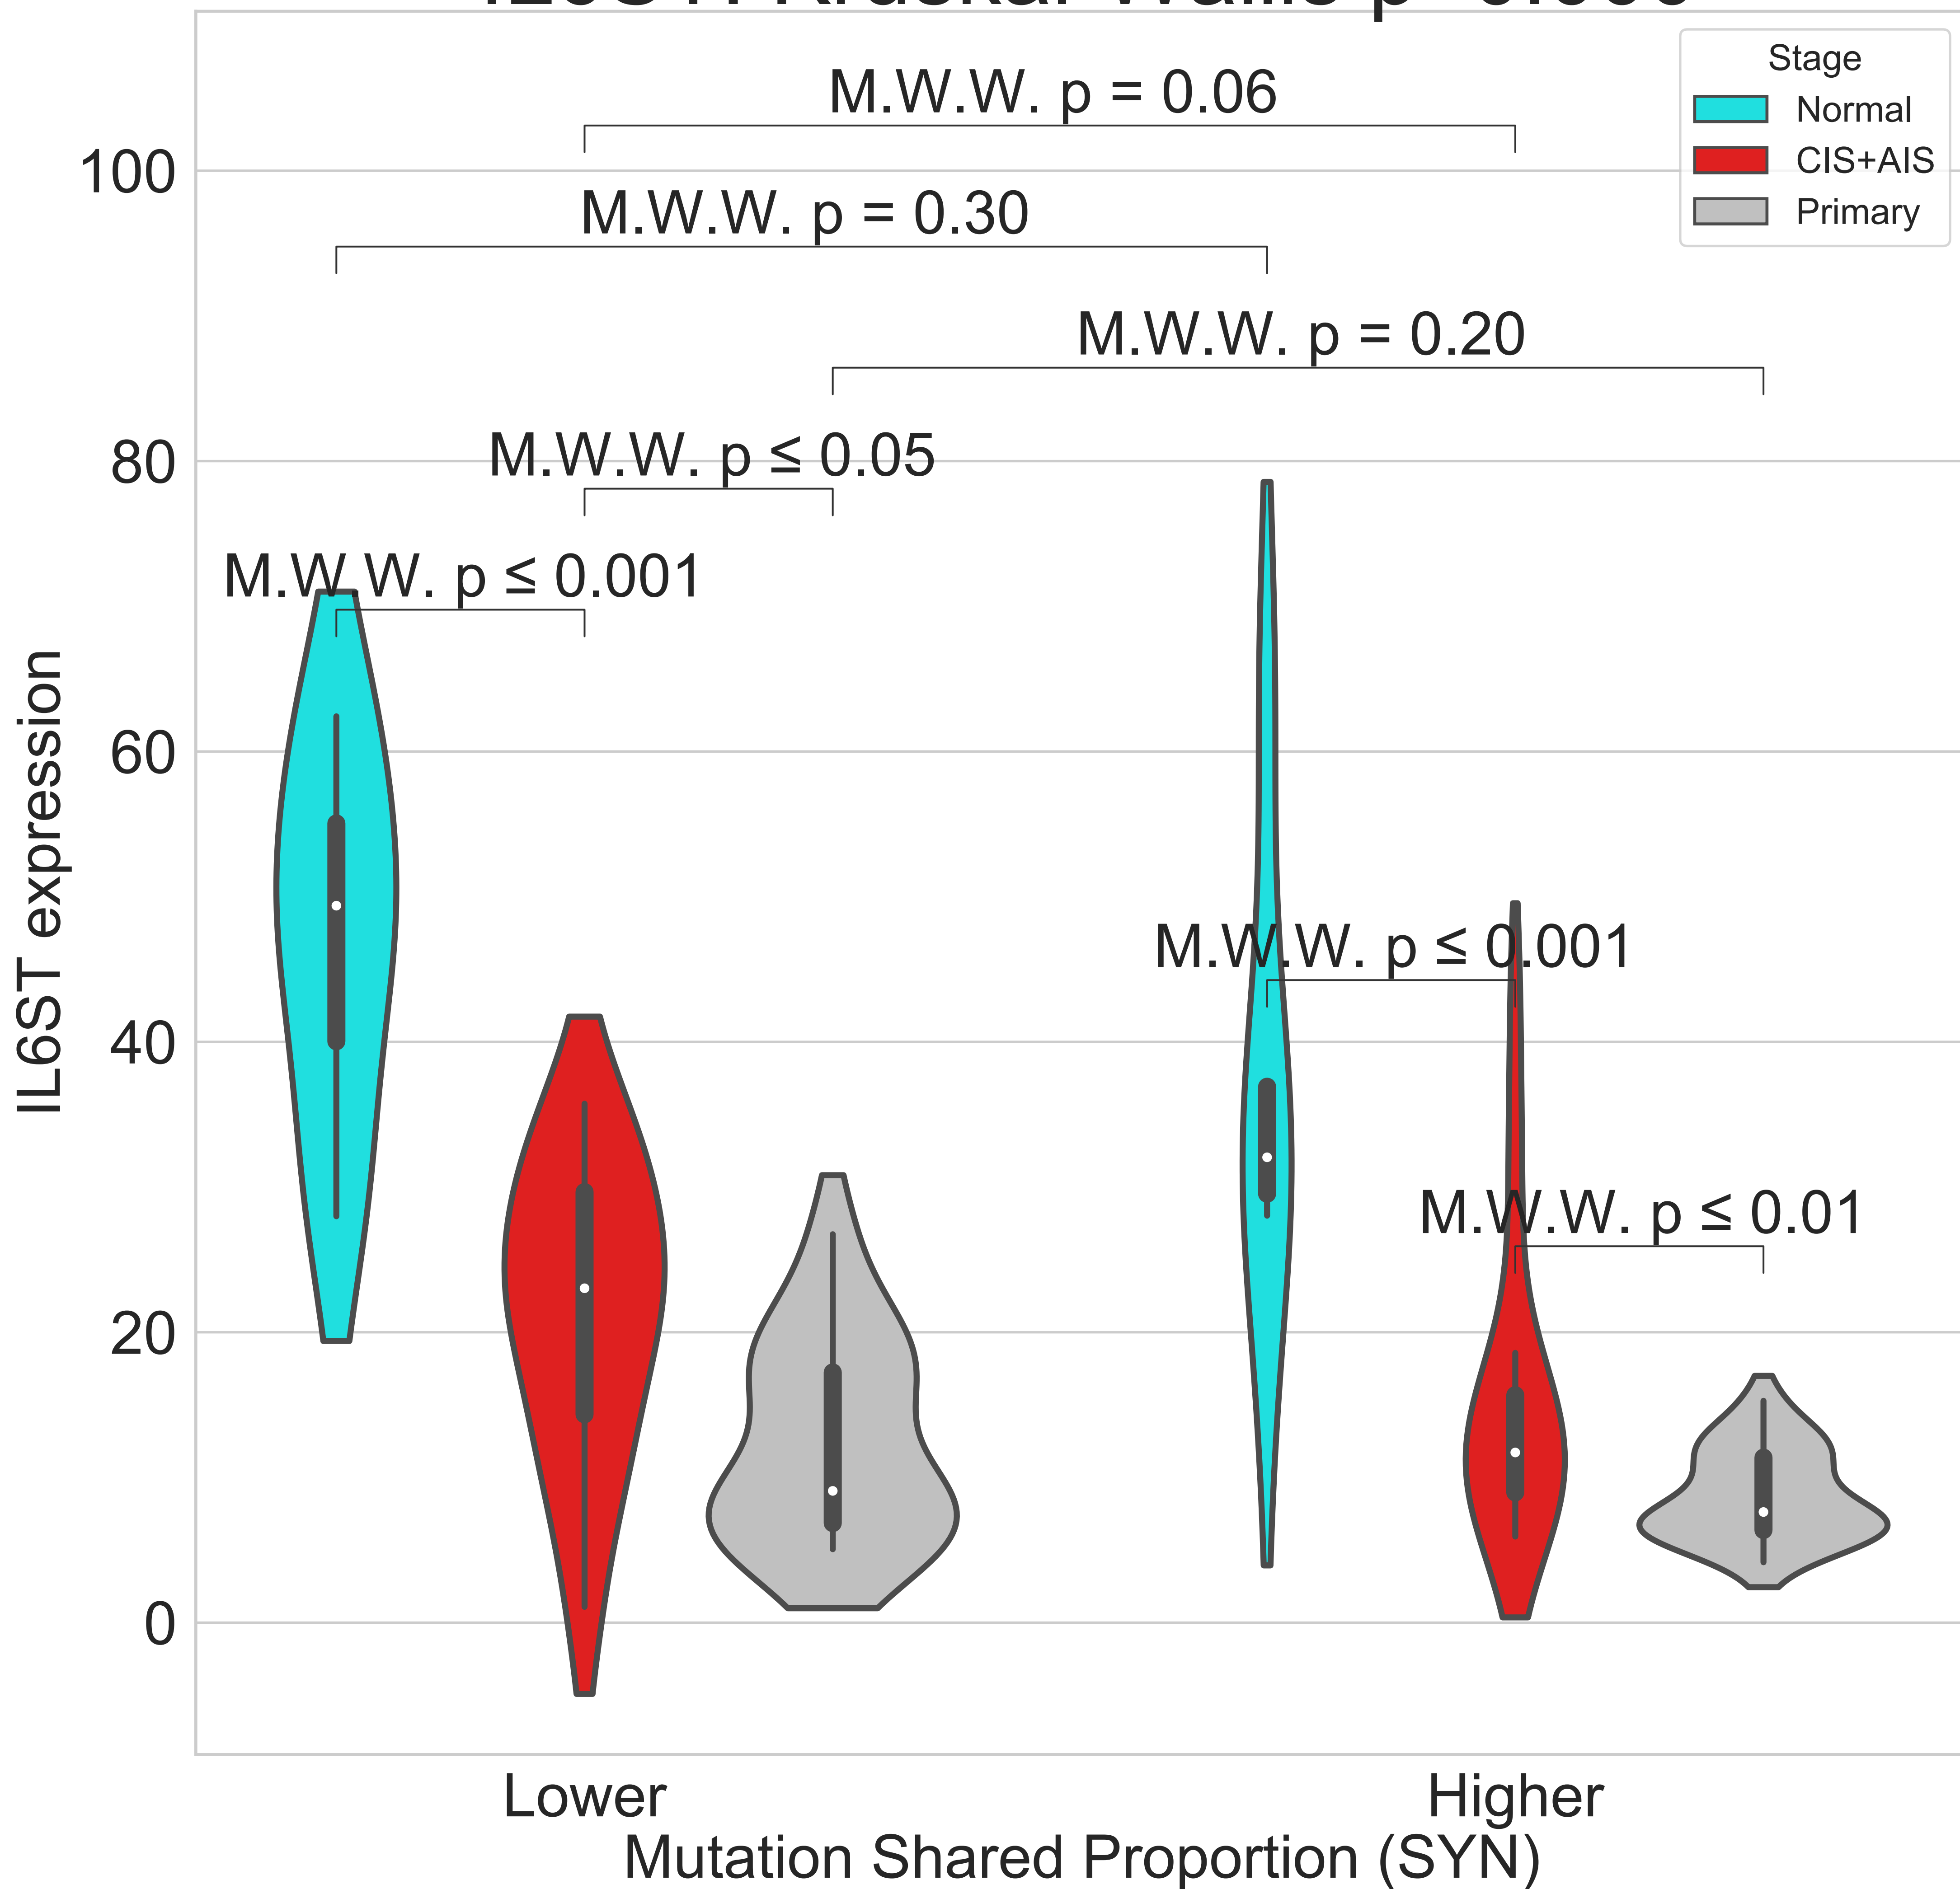 Stage
Normal
CIS+AIS
Primary
M.W.W. p = 0.06
M.W.W. p = 0.30
M.W.W. p = 0.20
M.W.W. p ≤ 0.05
M.W.W. p ≤ 0.001
M.W.W. p ≤ 0.001
M.W.W. p ≤ 0.01
100
80
60
40
20
0
IL6ST expression
Lower
Higher
Mutation Shared Proportion (SYN)